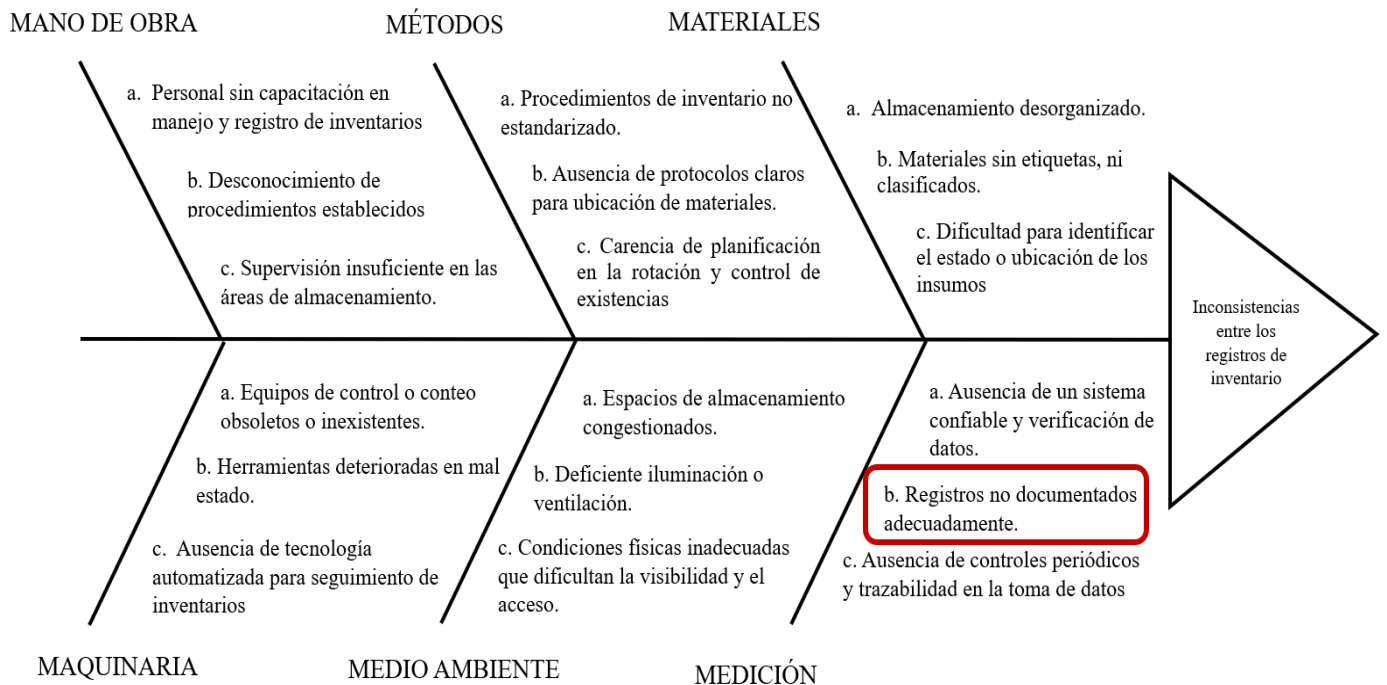 MANO DE OBRA
MÉTODOS
MATERIALES
a. Personal sin capacitación en
manejo y registro de inventarios
b. Desconocimiento de
procedimientos establecidos
c. Supervisión insuficiente en las
áreas de almacenamiento.
a. Procedimientos de inventario no
estandarizado.
b. Ausencia de protocolos claros
para ubicación de materiales.
c. Carencia de planificación
en la rotación y control de
existencias
a. Almacenamiento desorganizado.
b. Materiales sin etiquetas, ni
clasificados.
c. Dificultad para identificar
el estado o ubicación de los
insumos
Inconsistencias
entre los
registros de
inventario
a. Equipos de control o conteo
obsoletos o inexistentes.
b. Herramientas deterioradas en mal
estado.
c. Ausencia de tecnología
automatizada para seguimiento de
inventarios
a. Espacios de almacenamiento
congestionados.
b. Deficiente iluminación o
ventilación.
c. Condiciones físicas inadecuadas
que dificultan la visibilidad y el
acceso.
a. Ausencia de un sistema
confiable y verificación de
datos.
b. Registros no documentados
adecuadamente.
c. Ausencia de controles periódicos
y trazabilidad en la toma de datos
MAQUINARIA
MEDIO AMBIENTE
MEDICIÓN